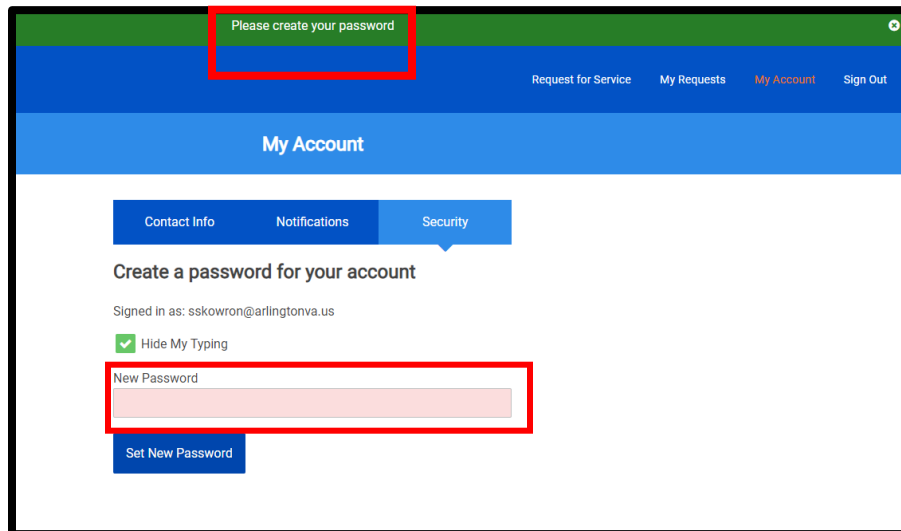 Please create your password
Request for Service My Requests My Account Sign Out
My Account
Contact Info Notifications Security
Create a password for your account
Signed in as: sskowron@arlingtonva.us
Hide My Typing
New Password
Set New Password